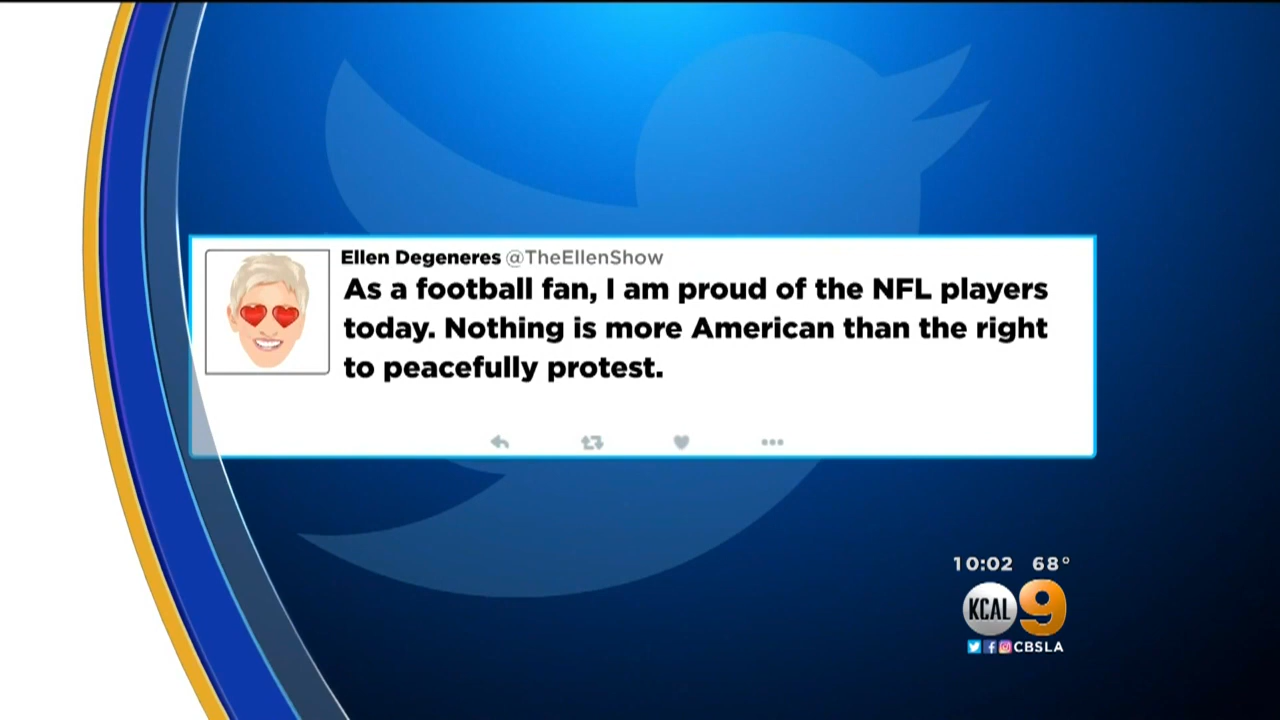 Ellen Degeneres @TheEllenShow
As a football fan, I am proud of the NFL players
today. Nothing is more American than the right
to peacefully protest.
10:02 68°
KCAL 9
CBSLA